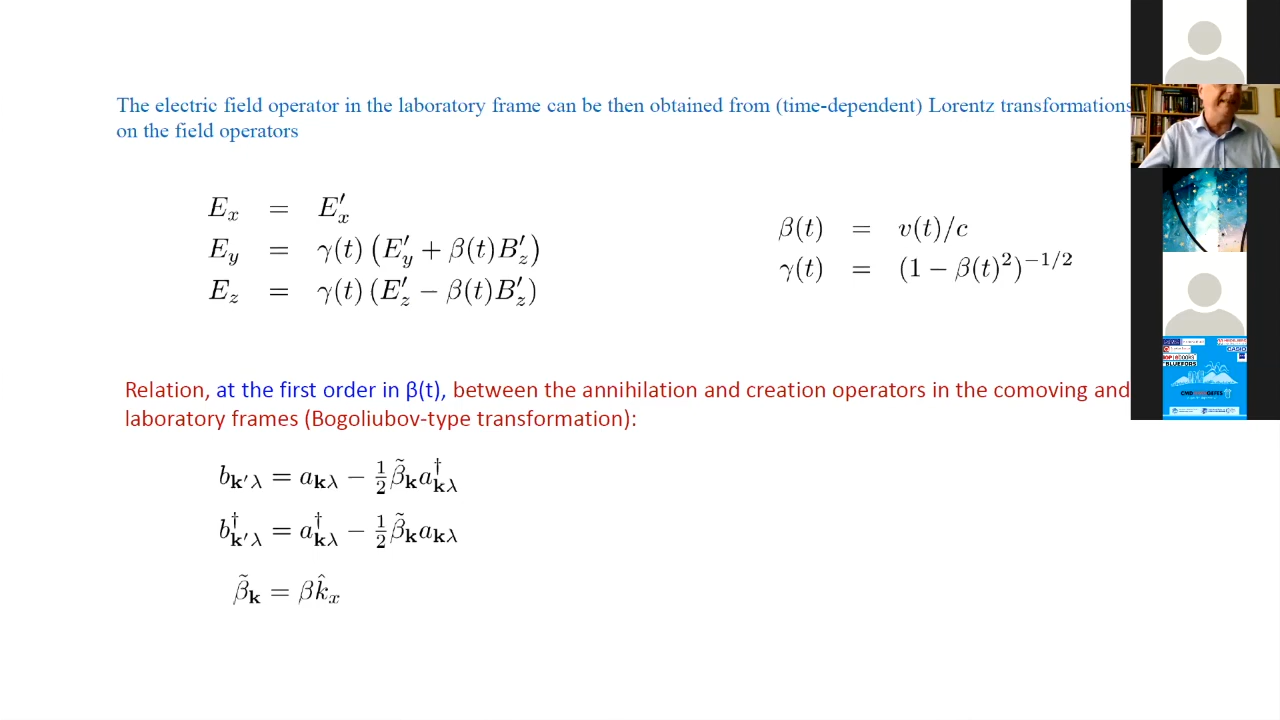 The electric field operator in the laboratory frame can be then obtained from (time-dependent) Lorentz transformations
on the field operators
E_x = E′_x
E_y = γ(t) (E′_y + β(t)B′_z)
E_z = γ(t) (E′_z − β(t)B′_z)
β(t) = v(t)/c
γ(t) = (1 − β(t)²)^{−1/2}
Relation, at the first order in β(t), between the annihilation and creation operators in the comoving and
laboratory frames (Bogoliubov-type transformation):
b_{k′λ} = a_{kλ} − ½ β̃_k a†_{kλ}
b†_{k′λ} = a†_{kλ} − ½ β̃_k a_{kλ}
β̃_k = βk̂_x